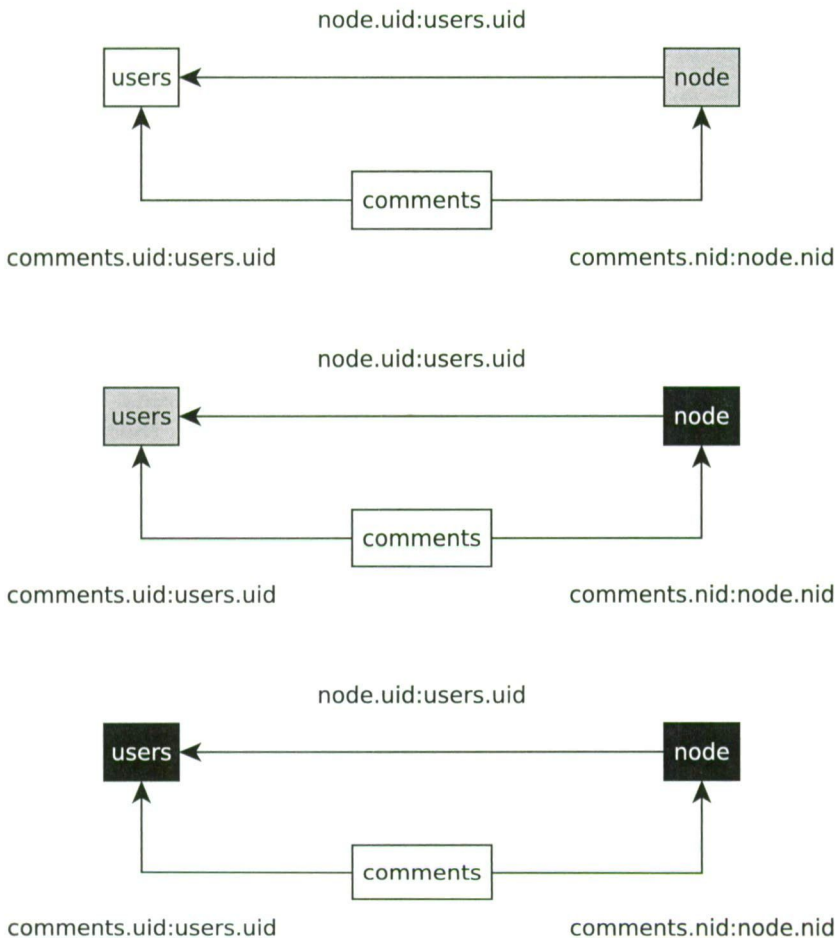 node.uid:users.uid
users
node
comments
comments.uid:users.uid
comments.nid:node.nid
node.uid:users.uid
users
node
comments
comments.uid:users.uid
comments.nid:node.nid
node.uid:users.uid
users
node
comments
comments.uid:users.uid
comments.nid:node.nid